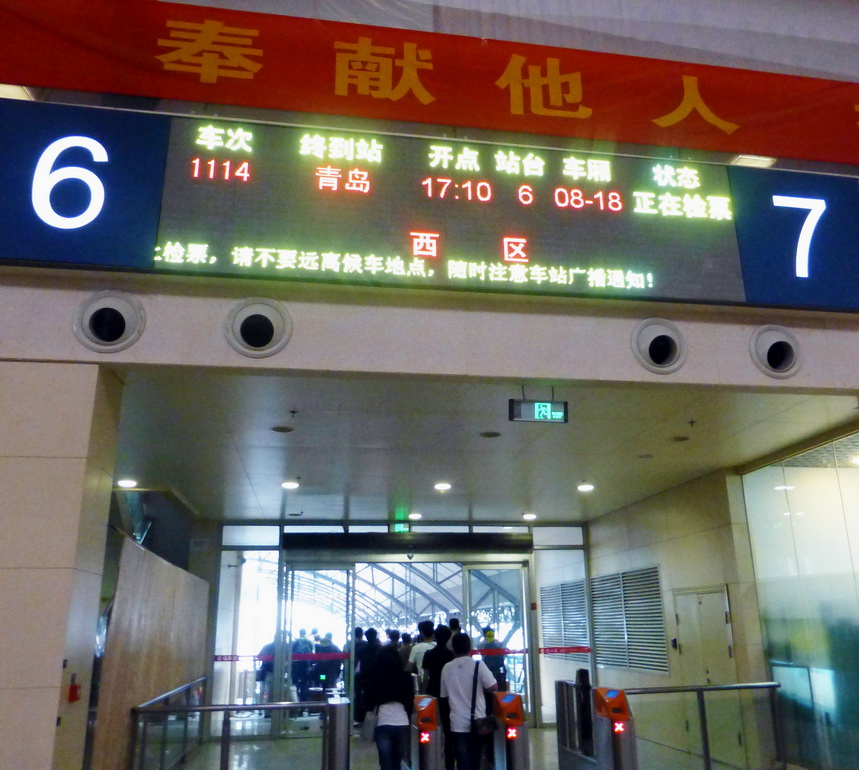 奉献他人
6
车次 终到站 开点 站台 车厢 状态
1114 青岛 17:10 6 08-18 正在检票
西 区
检票，请不要远离候车地点，随时注意车站广播通知！
7